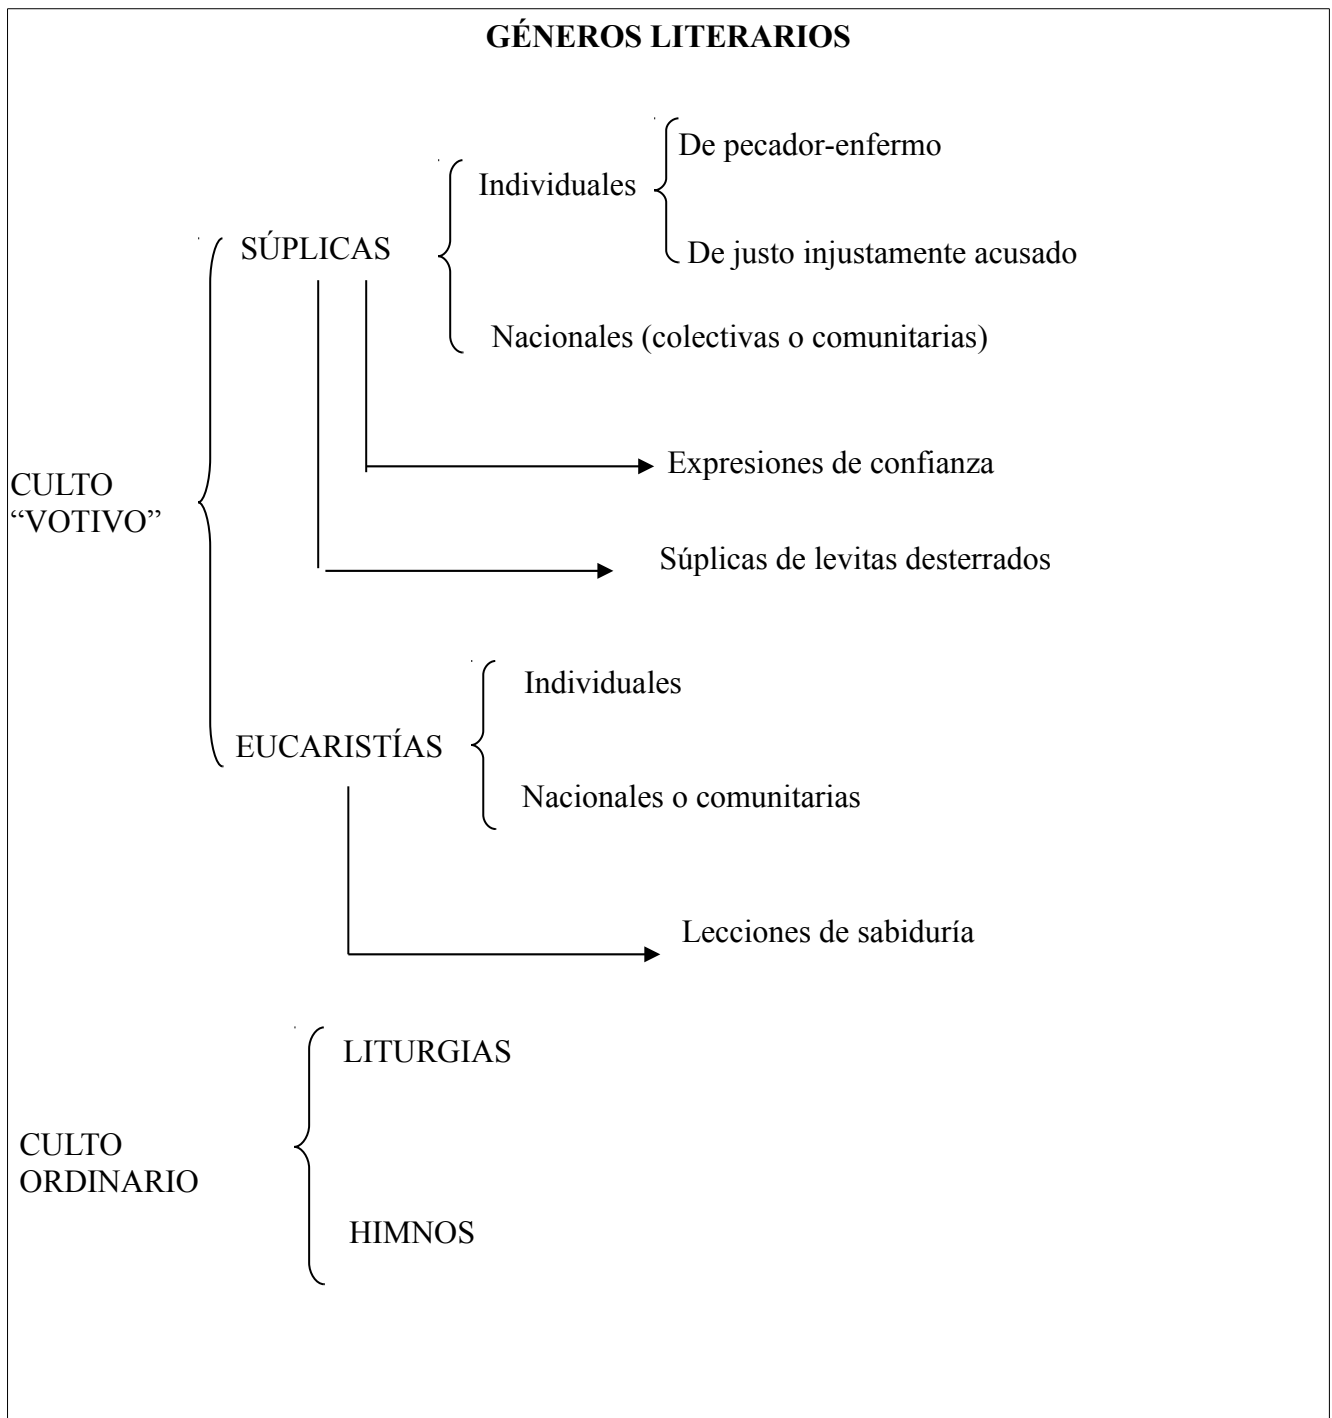 GÉNEROS LITERARIOS
De pecador-enfermo
Individuales
De justo injustamente acusado
SÚPLICAS
Nacionales (colectivas o comunitarias)
Expresiones de confianza
CULTO
“VOTIVO”
Súplicas de levitas desterrados
Individuales
EUCARISTÍAS
Nacionales o comunitarias
Lecciones de sabiduría
LITURGIAS
CULTO
ORDINARIO
HIMNOS